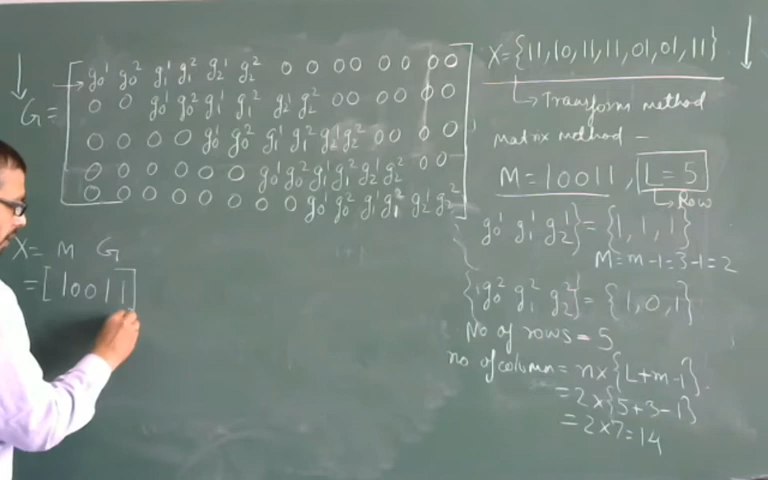 G = [ g₀¹ g₀² g₁¹ g₁² g₂¹ g₂² 0 0 0 0 0 0 0 0
0 0 g₀¹ g₀² g₁¹ g₁² g₂¹ g₂² 0 0 0 0 0 0
0 0 0 0 g₀¹ g₀² g₁¹ g₁² g₂¹ g₂² 0 0 0 0
0 0 0 0 0 0 g₀¹ g₀² g₁¹ g₁² g₂¹ g₂² 0 0
0 0 0 0 0 0 0 0 g₀¹ g₀² g₁¹ g₁² g₂¹ g₂² ]
X = M G
= [10011]
X = {11,10,11,11,01,01,11}
→ Transform method
Matrix method –
M = 10011, L = 5
→ Row
g₀¹ g₁¹ g₂¹} = {1, 1, 1}
M = m-1 = 3-1 = 2
{g₀² g₁² g₂²} = {1, 0, 1}
No of rows = 5
no of column = n×{L+m-1}
= 2×{5+3-1}
= 2×7 = 14